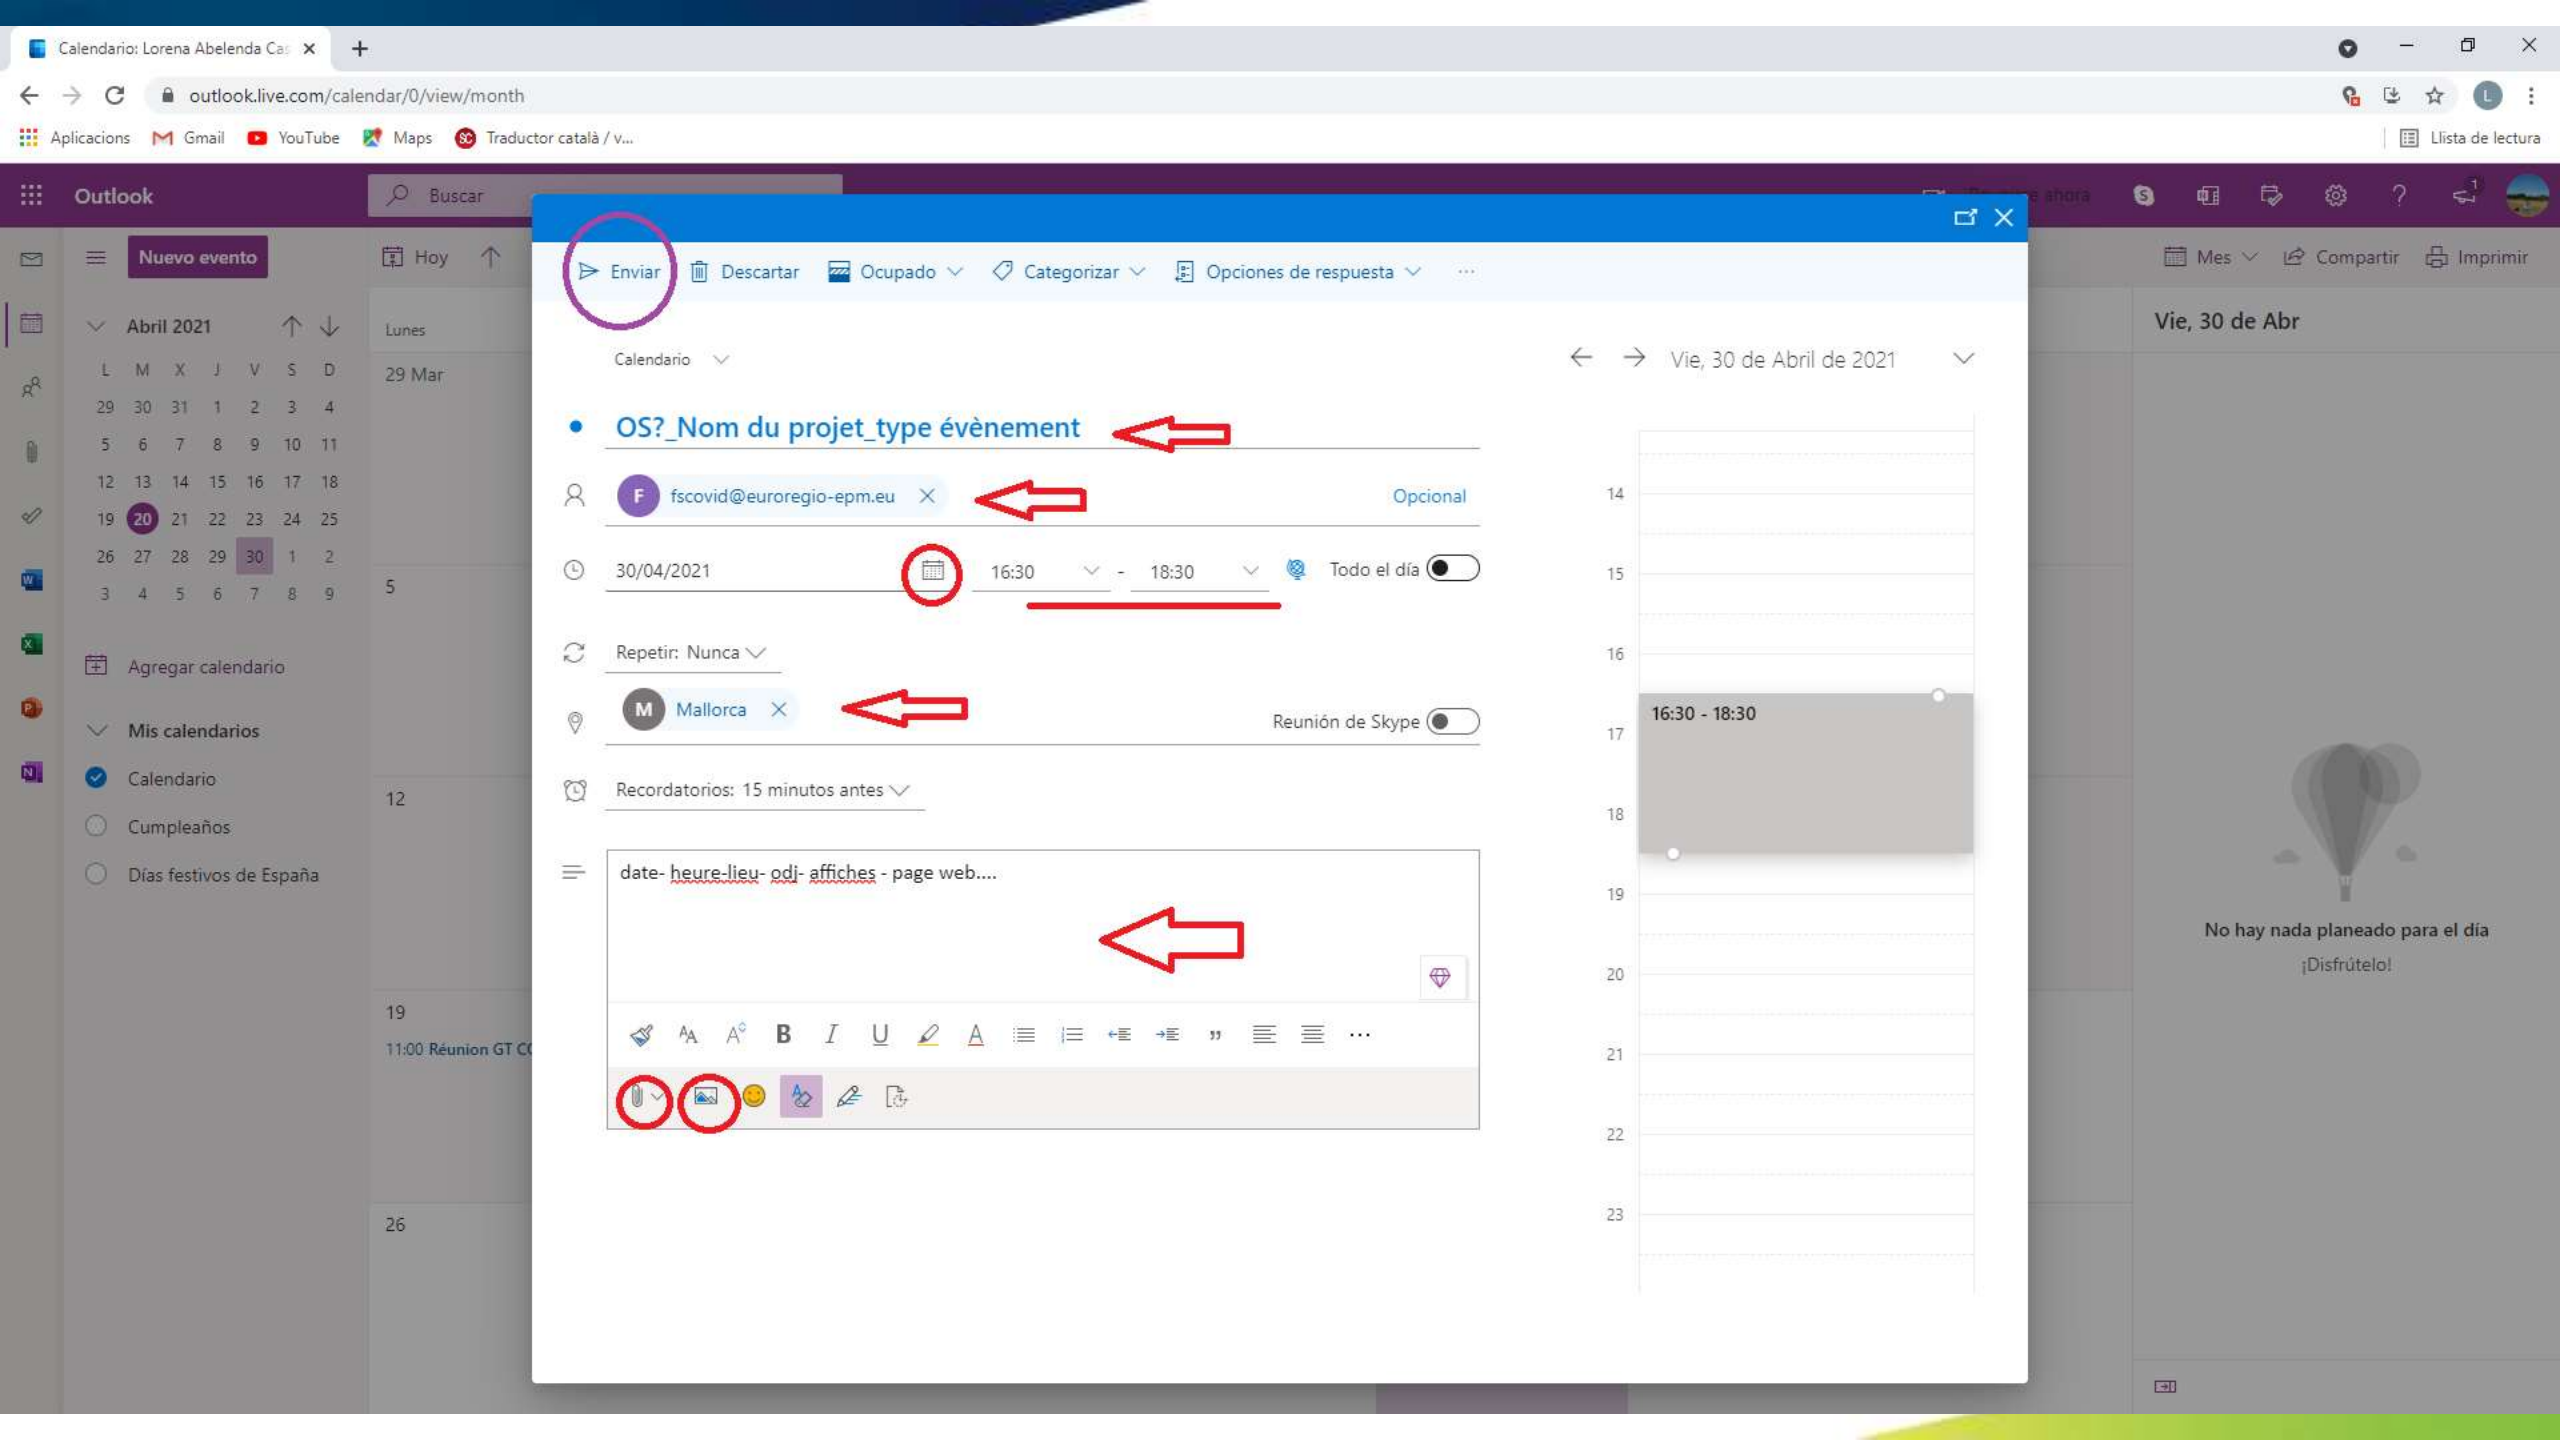 Calendario: Lorena Abelenda Cas
outlook.live.com/calendar/0/view/month
Aplicacions Gmail YouTube Maps Traductor català / v...
Llista de lectura
Outlook
Buscar
ahora
Nuevo evento
Hoy
Mes Compartir Imprimir
Abril 2021
L M X J V S D
29 30 31 1 2 3 4
5 6 7 8 9 10 11
12 13 14 15 16 17 18
19 20 21 22 23 24 25
26 27 28 29 30 1 2
3 4 5 6 7 8 9
Agregar calendario
Mis calendarios
Calendario
Cumpleaños
Días festivos de España
Lunes
29 Mar
5
12
19
11:00 Réunion GT CO
26
Enviar Descartar Ocupado Categorizar Opciones de respuesta ...
Calendario
OS?_Nom du projet_type évènement
F fscovid@euroregio-epm.eu
Opcional
30/04/2021 16:30 - 18:30 Todo el día
Repetir: Nunca
M Mallorca
Reunión de Skype
Recordatorios: 15 minutos antes
date- heure-lieu- odj- affiches - page web....
Vie, 30 de Abril de 2021
14
15
16
16:30 - 18:30
17
18
19
20
21
22
23
Vie, 30 de Abr
No hay nada planeado para el día
¡Disfrútelo!